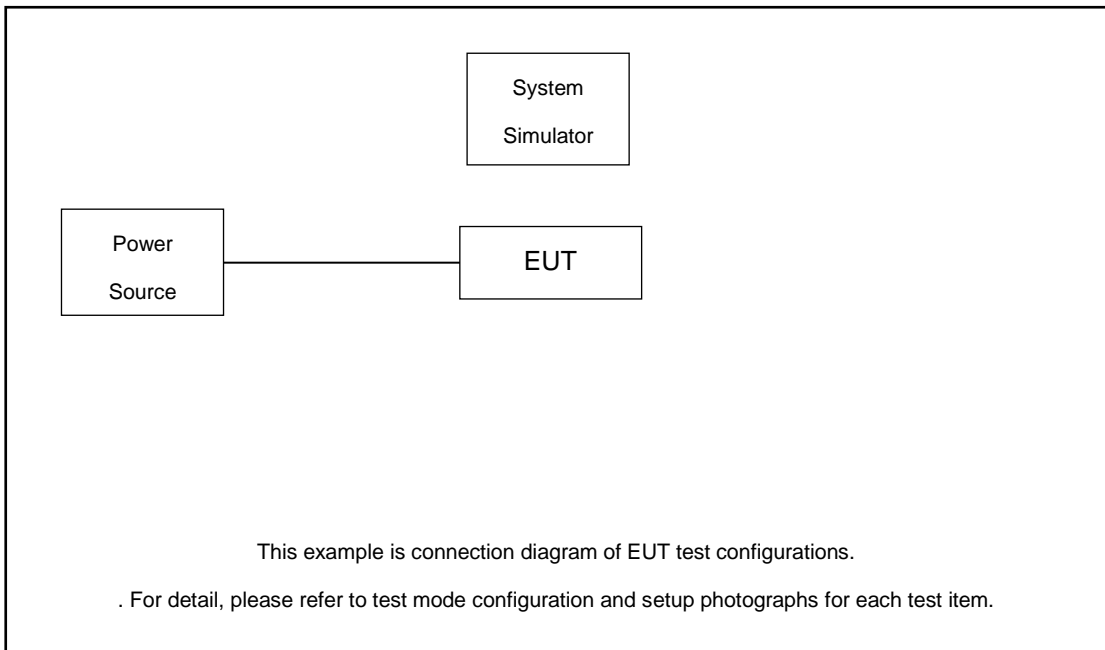 System
Simulator
Power
Source
EUT
This example is connection diagram of EUT test configurations.
. For detail, please refer to test mode configuration and setup photographs for each test item.